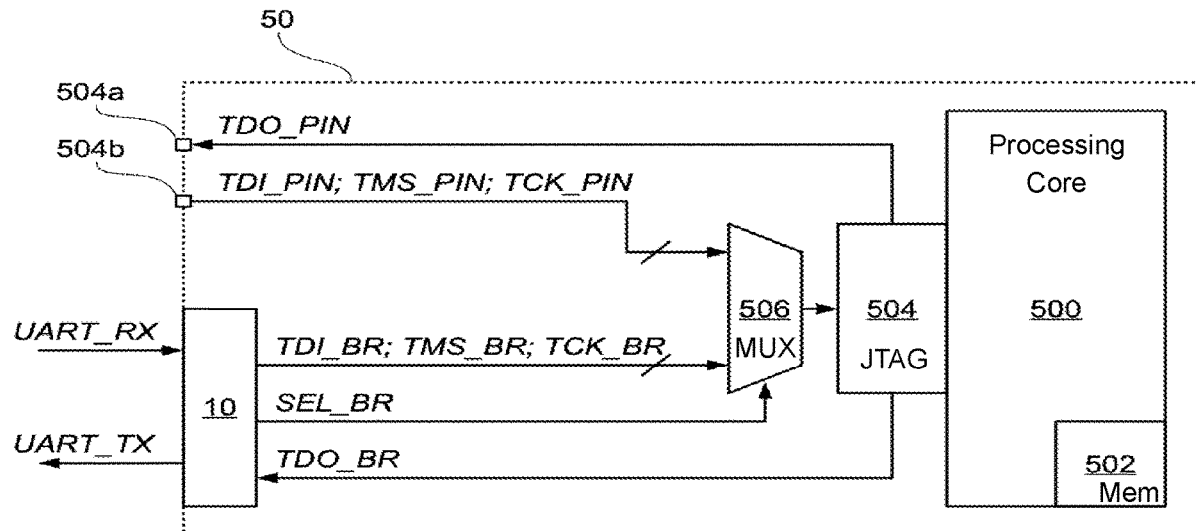 50
504a
504b
TDO_PIN
TDI_PIN; TMS_PIN; TCK_PIN
Processing
Core
500
506
MUX
504
JTAG
UART_RX
UART_TX
10
TDI_BR; TMS_BR; TCK_BR
SEL_BR
TDO_BR
502
Mem